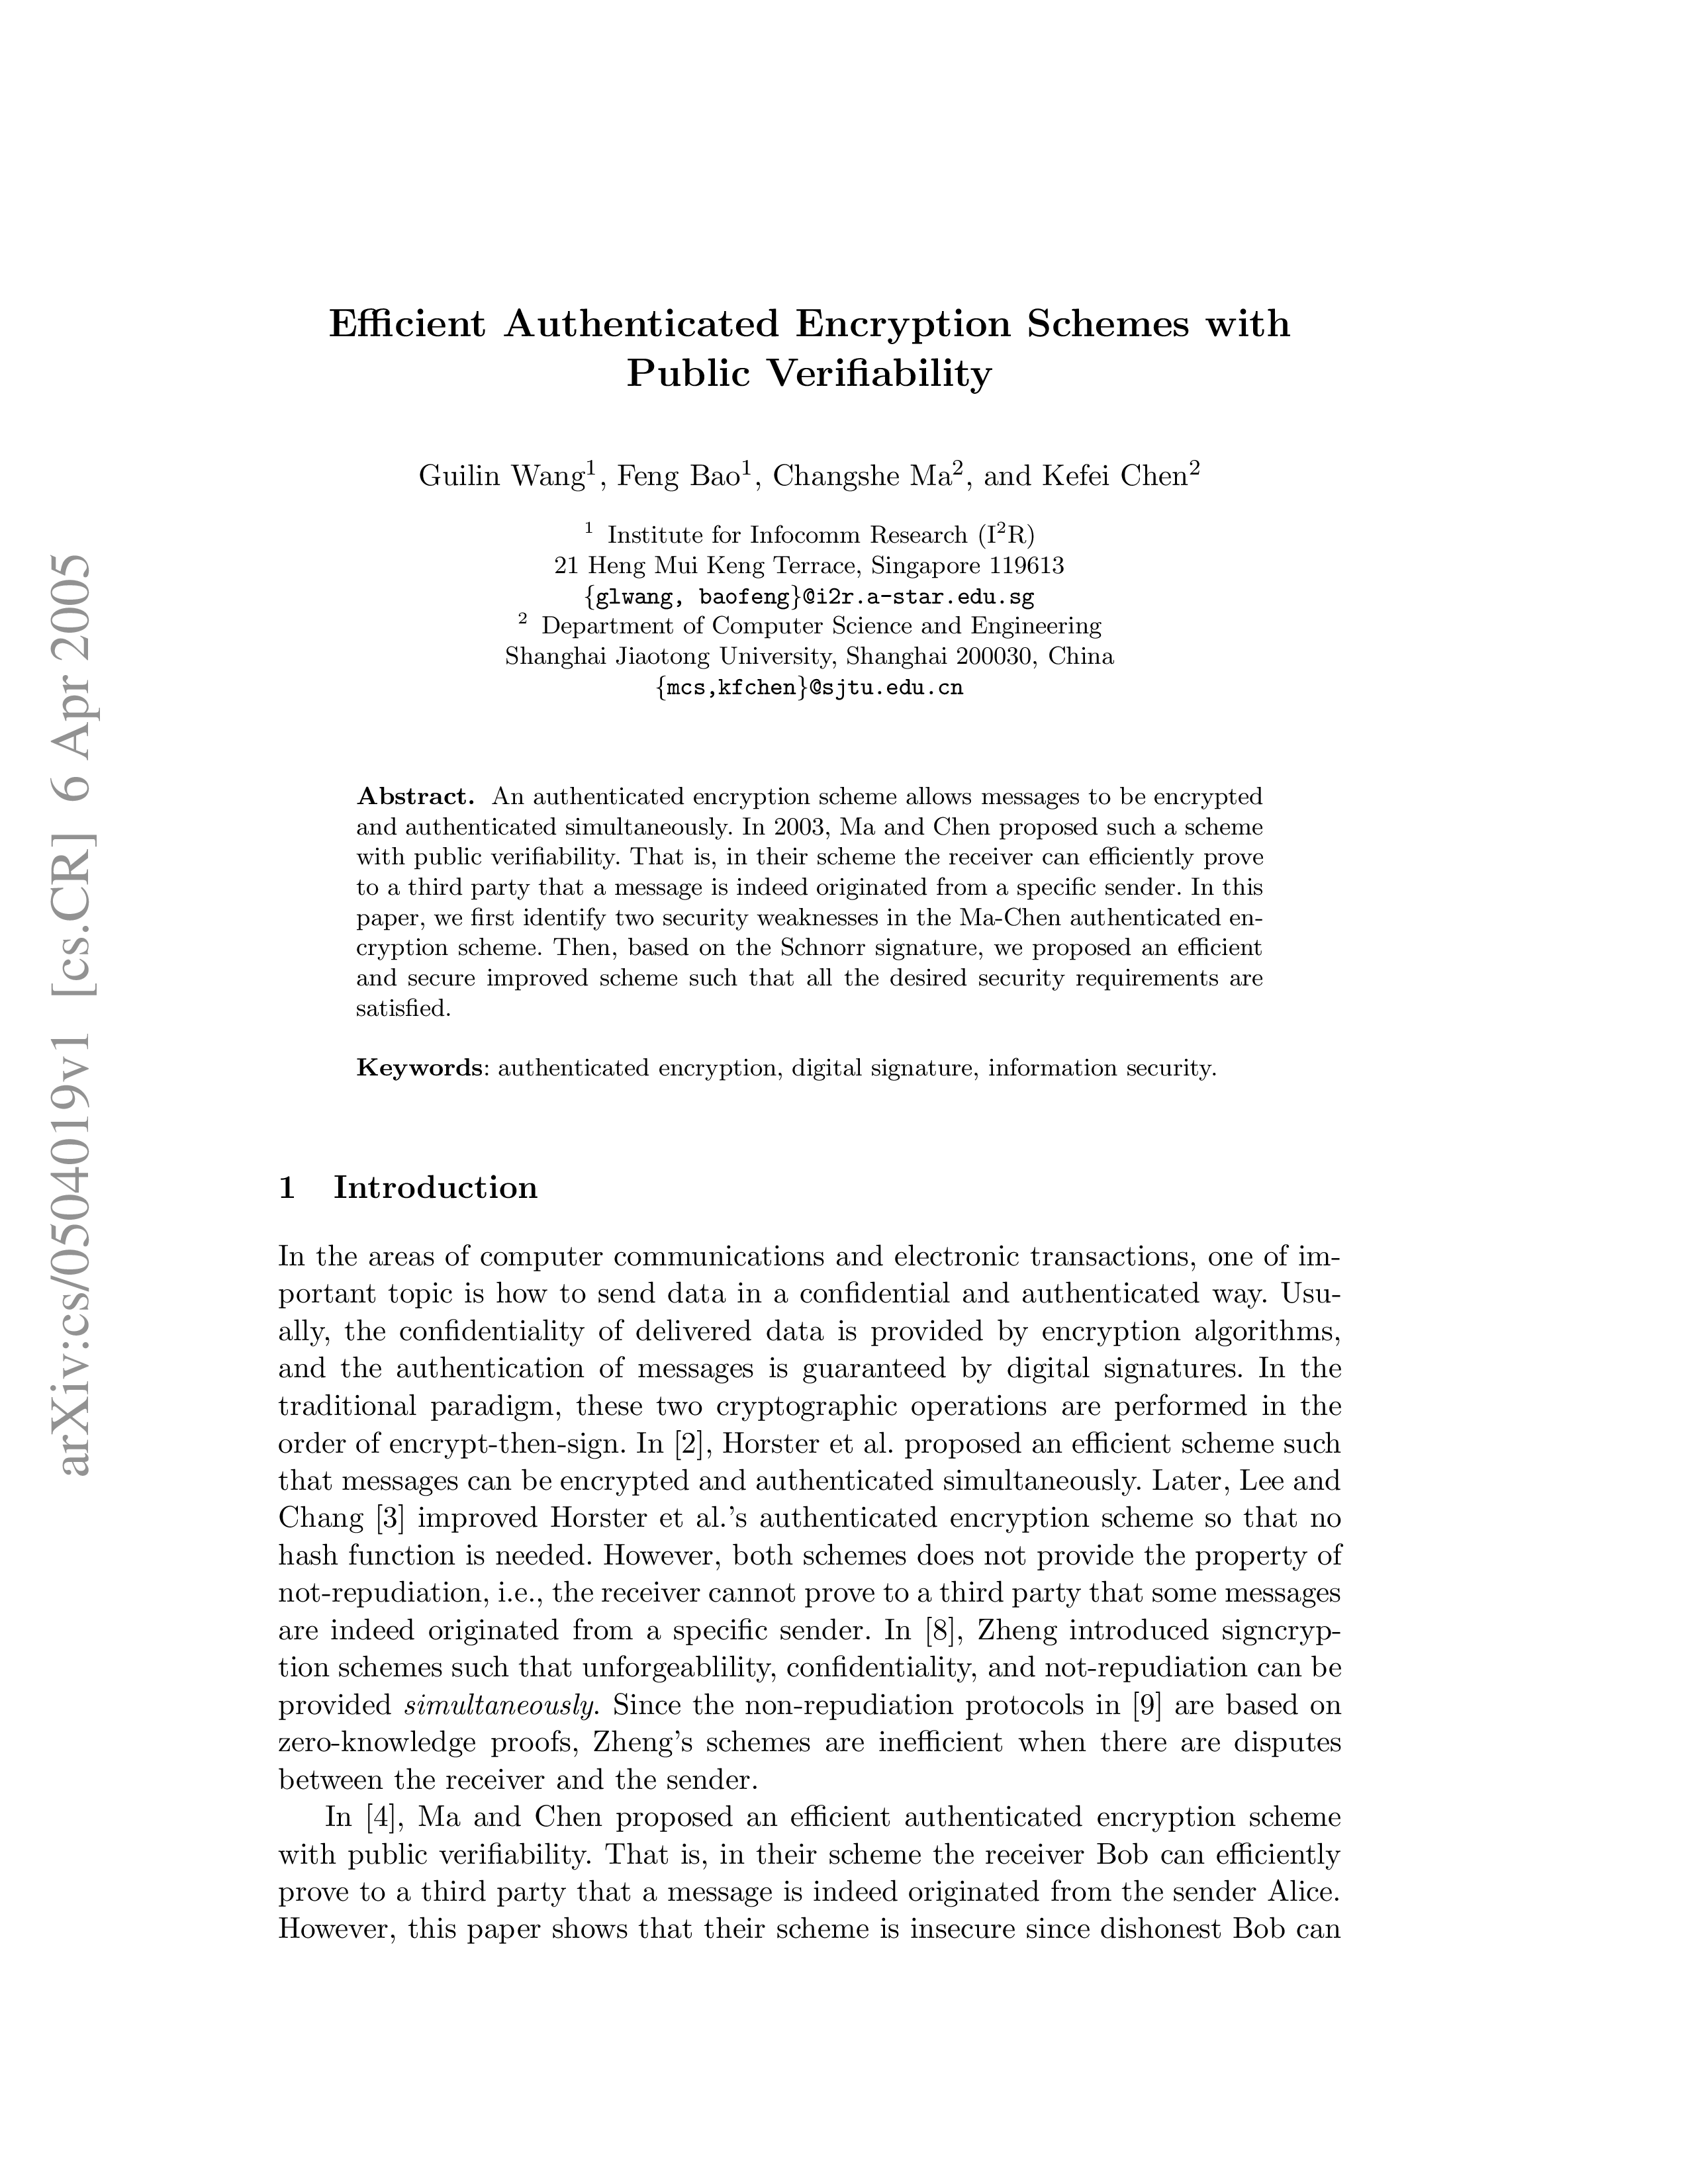 Efficient Authenticated Encryption Schemes with
Public Verifiability
Guilin Wang1, Feng Bao1, Changshe Ma2, and Kefei Chen2
1 Institute for Infocomm Research (I2R)
21 Heng Mui Keng Terrace, Singapore 119613
{glwang, baofeng}@i2r.a-star.edu.sg
2 Department of Computer Science and Engineering
Shanghai Jiaotong University, Shanghai 200030, China
{mcs,kfchen}@sjtu.edu.cn
Abstract. An authenticated encryption scheme allows messages to be encrypted
and authenticated simultaneously. In 2003, Ma and Chen proposed such a scheme
with public verifiability. That is, in their scheme the receiver can efficiently prove
to a third party that a message is indeed originated from a specific sender. In this
paper, we first identify two security weaknesses in the Ma-Chen authenticated en-
cryption scheme. Then, based on the Schnorr signature, we proposed an efficient
and secure improved scheme such that all the desired security requirements are
satisfied.
Keywords: authenticated encryption, digital signature, information security.
1 Introduction
In the areas of computer communications and electronic transactions, one of im-
portant topic is how to send data in a confidential and authenticated way. Usu-
ally, the confidentiality of delivered data is provided by encryption algorithms,
and the authentication of messages is guaranteed by digital signatures. In the
traditional paradigm, these two cryptographic operations are performed in the
order of encrypt-then-sign. In [2], Horster et al. proposed an efficient scheme such
that messages can be encrypted and authenticated simultaneously. Later, Lee and
Chang [3] improved Horster et al.'s authenticated encryption scheme so that no
hash function is needed. However, both schemes does not provide the property of
not-repudiation, i.e., the receiver cannot prove to a third party that some messages
are indeed originated from a specific sender. In [8], Zheng introduced signcryp-
tion schemes such that unforgeablility, confidentiality, and not-repudiation can be
provided simultaneously. Since the non-repudiation protocols in [9] are based on
zero-knowledge proofs, Zheng's schemes are inefficient when there are disputes
between the receiver and the sender.
In [4], Ma and Chen proposed an efficient authenticated encryption scheme
with public verifiability. That is, in their scheme the receiver Bob can efficiently
prove to a third party that a message is indeed originated from the sender Alice.
However, this paper shows that their scheme is insecure since dishonest Bob can
arXiv:cs/0504019v1 [cs.CR] 6 Apr 2005